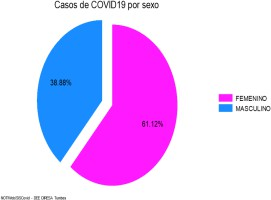 Casos de COVID19 por sexo
38.88%
61.12%
FEMENINO
MASCULINO